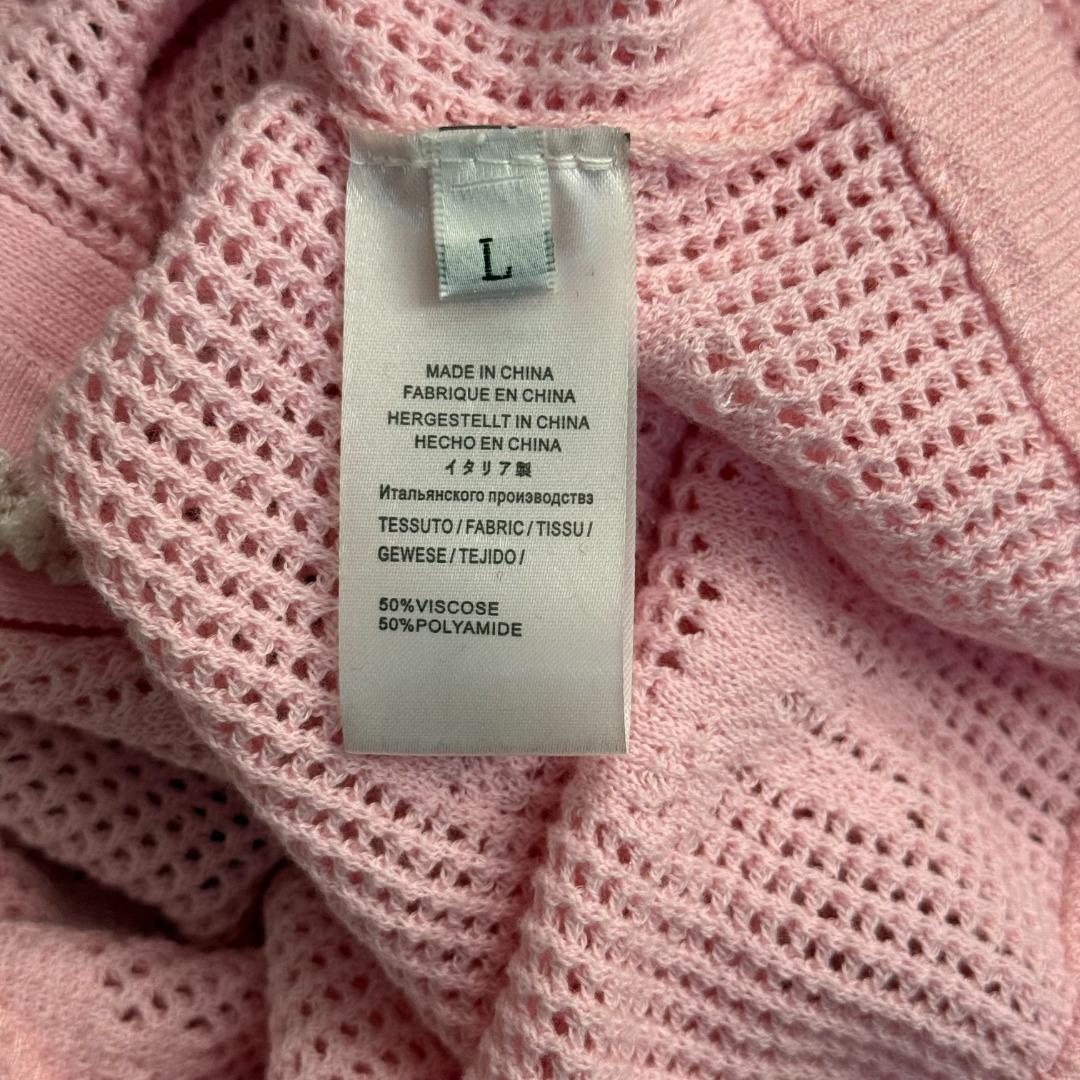 L
MADE IN CHINA
FABRIQUE EN CHINA
HERGESTELLT IN CHINA
HECHO EN CHINA
イタリア製
Итальянского производствз
TESSUTO / FABRIC / TISSU /
GEWESE / TEJIDO /
50%VISCOSE
50%POLYAMIDE